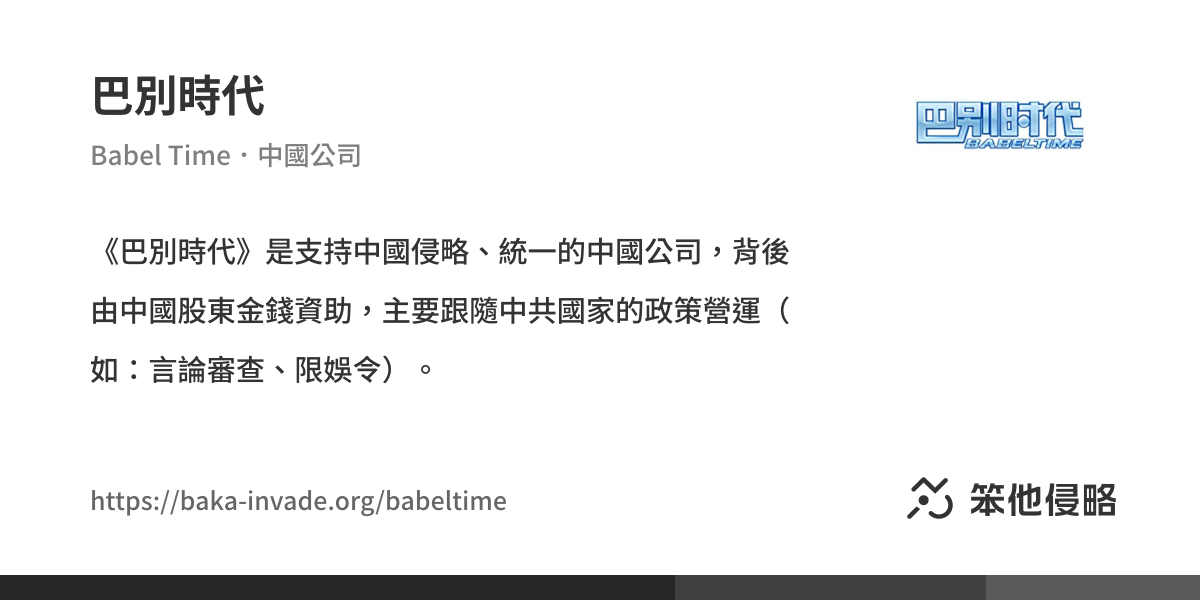 巴別時代
巴别时代
BABELTIME
Babel Time・中國公司
《巴別時代》是支持中國侵略、統一的中國公司，背後
由中國股東金錢資助，主要跟隨中共國家的政策營運（
如：言論審查、限娛令）。
https://baka-invade.org/babeltime
笨他侵略